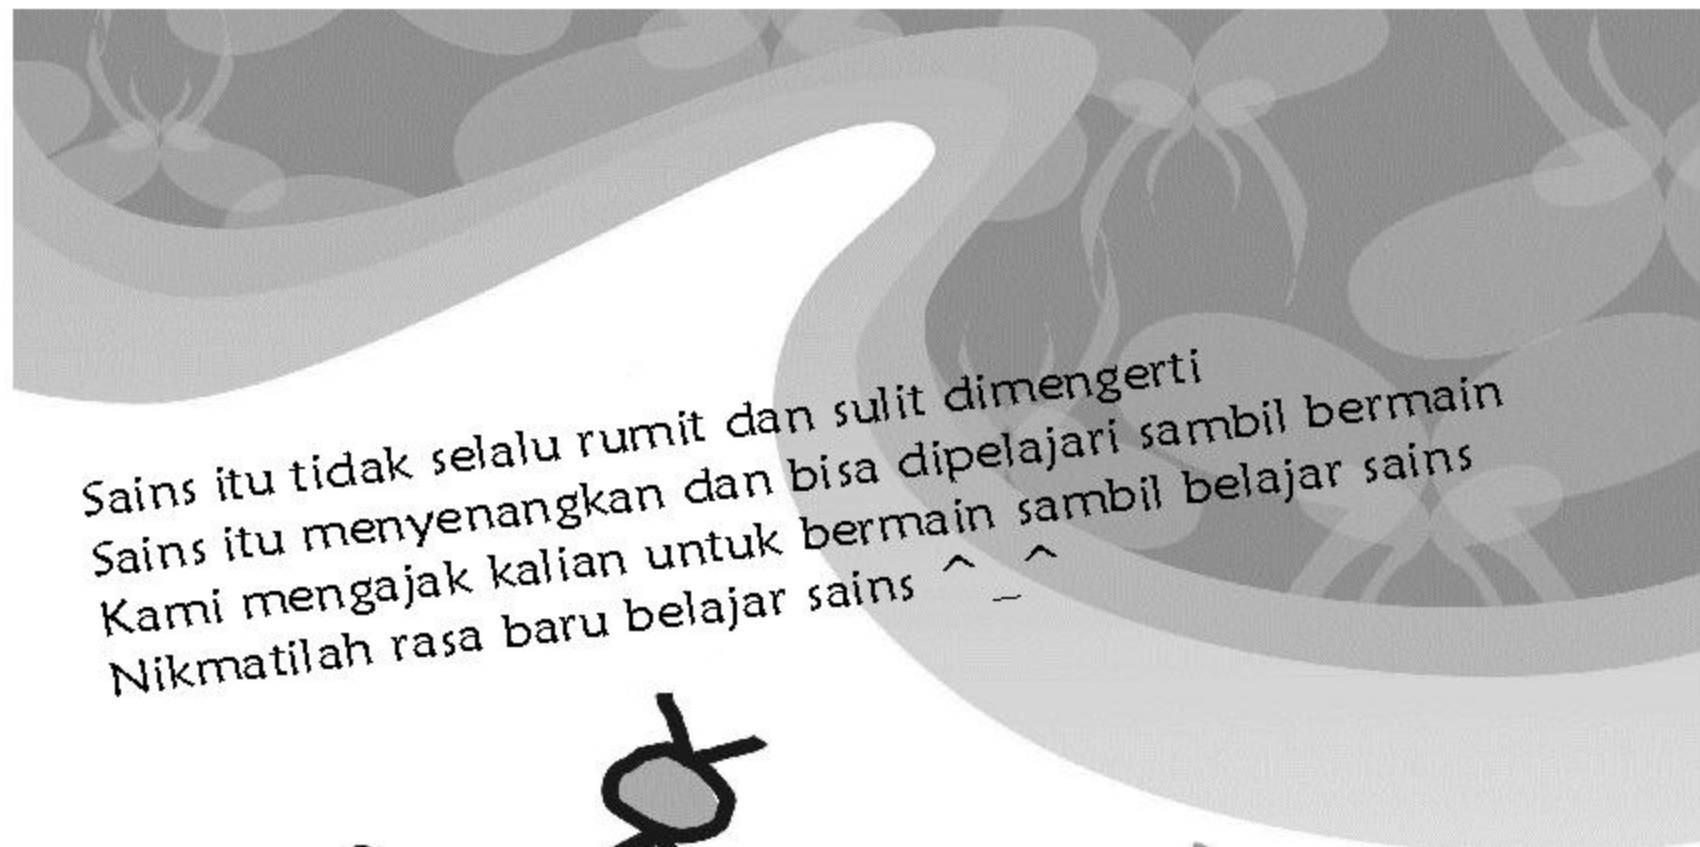 Sains itu tidak selalu rumit dan sulit dimengerti
Sains itu menyenangkan dan bisa dipelajari sambil bermain
Kami mengajak kalian untuk bermain sambil belajar sains
Nikmatilah rasa baru belajar sains ^_^